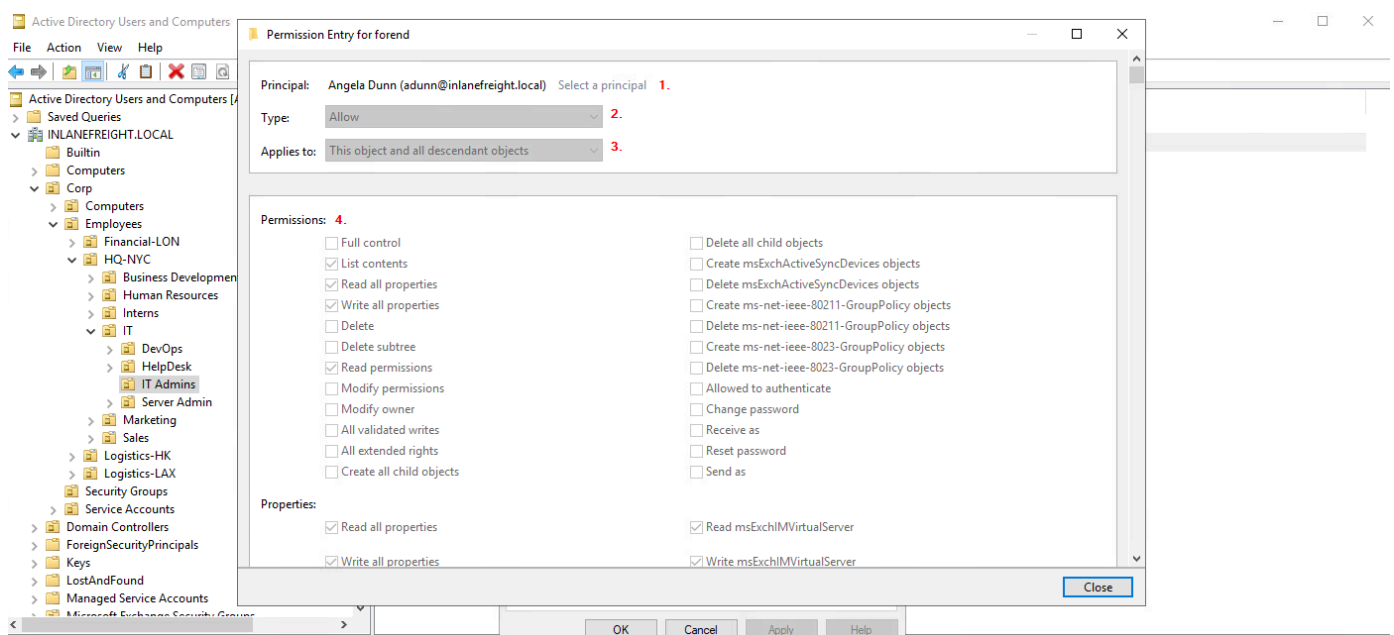 Active Directory Users and Computers
File Action View Help
Active Directory Users and Computers [A
Saved Queries
INLANEFREIGHT.LOCAL
Builtin
Computers
Corp
Computers
Employees
Financial-LON
HQ-NYC
Business Developmen
Human Resources
Interns
IT
DevOps
HelpDesk
IT Admins
Server Admin
Marketing
Sales
Logistics-HK
Logistics-LAX
Security Groups
Service Accounts
Domain Controllers
ForeignSecurityPrincipals
Keys
LostAndFound
Managed Service Accounts
Microsoft Exchange Security Groups
Permission Entry for forend
Principal: Angela Dunn (adunn@inlanefreight.local) Select a principal 1.
Type: Allow 2.
Applies to: This object and all descendant objects 3.
Permissions: 4.
Full control
List contents
Read all properties
Write all properties
Delete
Delete subtree
Read permissions
Modify permissions
Modify owner
All validated writes
All extended rights
Create all child objects
Delete all child objects
Create msExchActiveSyncDevices objects
Delete msExchActiveSyncDevices objects
Create ms-net-ieee-80211-GroupPolicy objects
Delete ms-net-ieee-80211-GroupPolicy objects
Create ms-net-ieee-8023-GroupPolicy objects
Delete ms-net-ieee-8023-GroupPolicy objects
Allowed to authenticate
Change password
Receive as
Reset password
Send as
Properties:
Read all properties
Write all properties
Read msExchIMVirtualServer
Write msExchIMVirtualServer
Close
OK Cancel Apply Help